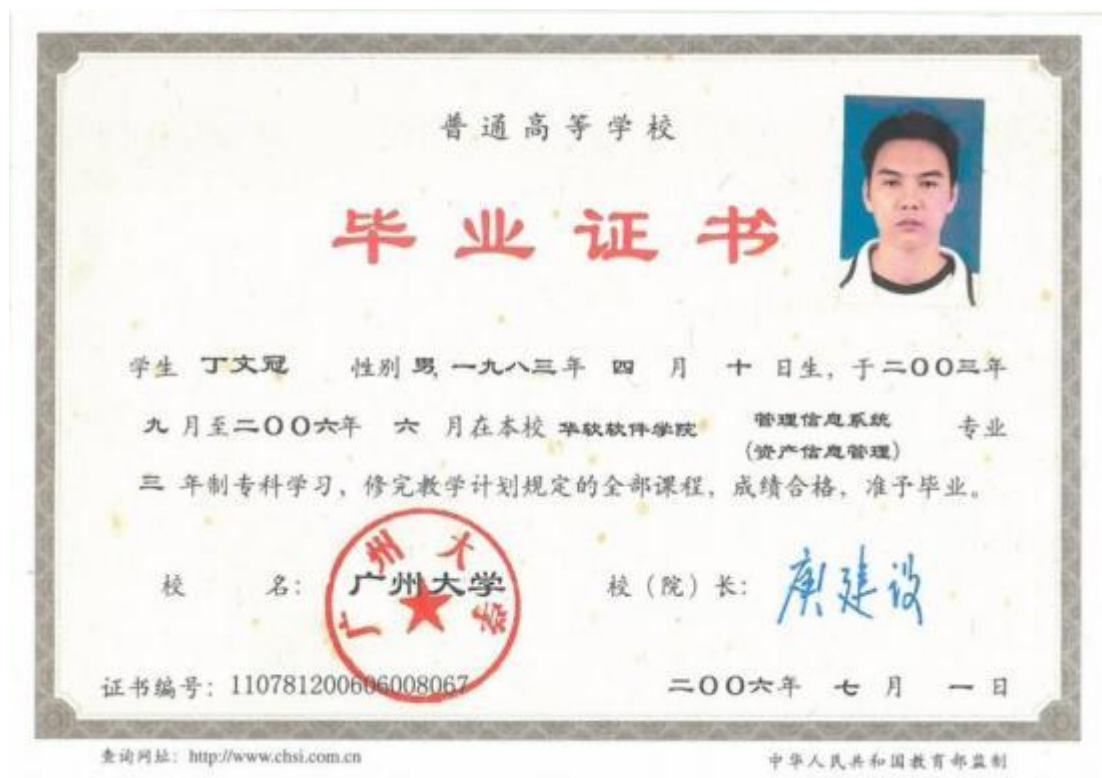 普通高等学校
毕业证书
学生 丁文冠 性别 男, 一九八三年 四 月 十 日生, 于二〇〇三年
九 月至二〇〇六年 六 月在本校 华软软件学院 管理信息系统 (资产信息管理) 专业
三 年制专科学习, 修完教学计划规定的全部课程, 成绩合格, 准予毕业。
校 名: 广州大学 校 (院) 长: 庾建设
广州大学
证书编号: 110781200606008067 二〇〇六年 七 月 一 日
查询网址: http://www.chsi.com.cn 中华人民共和国教育部监制